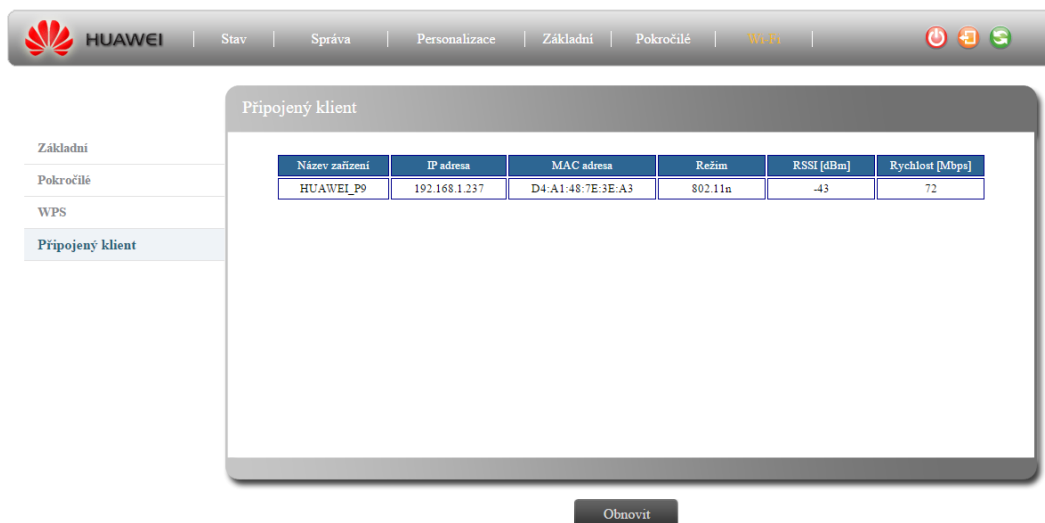 HUAWEI | Stav | Správa | Personalizace | Základní | Pokročilé | Wi-Fi |
Připojený klient
Základní
Pokročilé
WPS
Připojený klient
Název zařízení IP adresa MAC adresa Režim RSSI [dBm] Rychlost [Mbps]
HUAWEI_P9 192.168.1.237 D4:A1:48:7E:3E:A3 802.11n -43 72
Obnovit